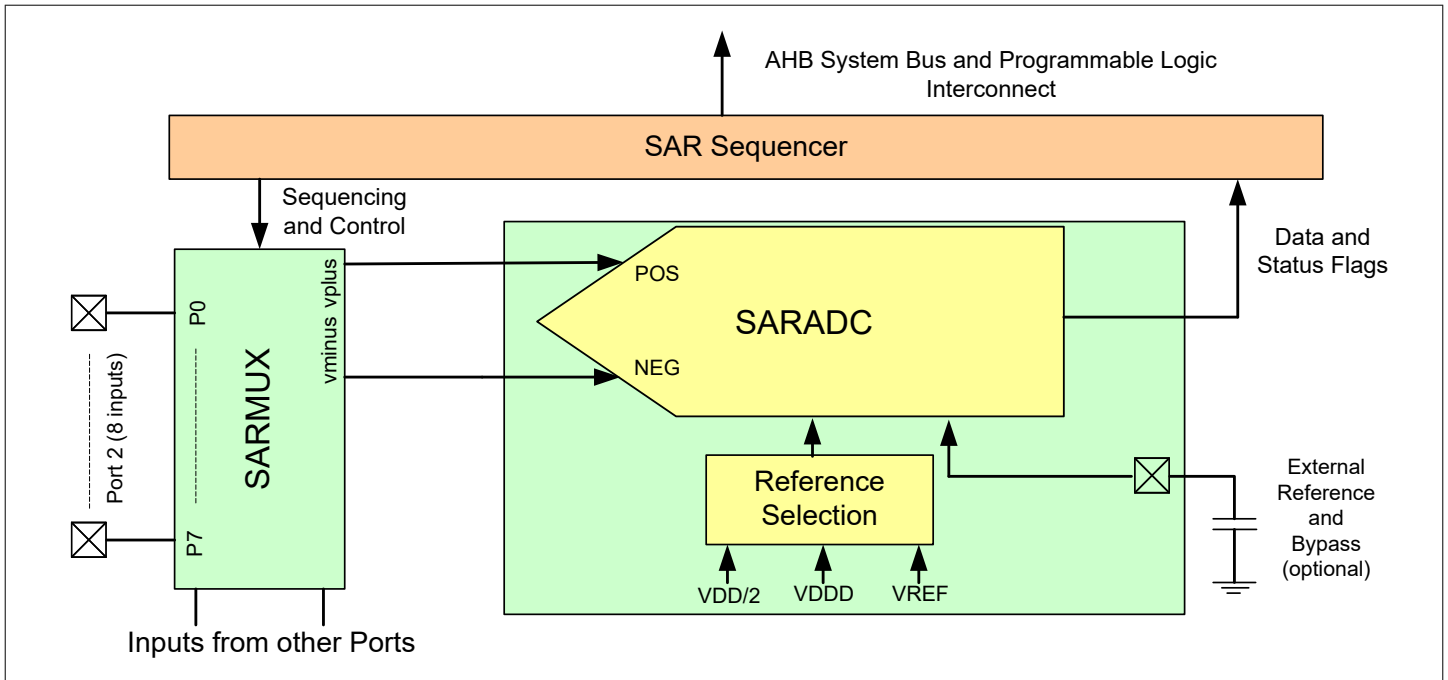 AHB System Bus and Programmable Logic
Interconnect
SAR Sequencer
Sequencing
and Control
Data and
Status Flags
vminus vplus
POS
NEG
SARADC
P0
P7
SARMUX
Port 2 (8 inputs)
Reference
Selection
VDD/2
VDDD
VREF
External
Reference
and
Bypass
(optional)
Inputs from other Ports